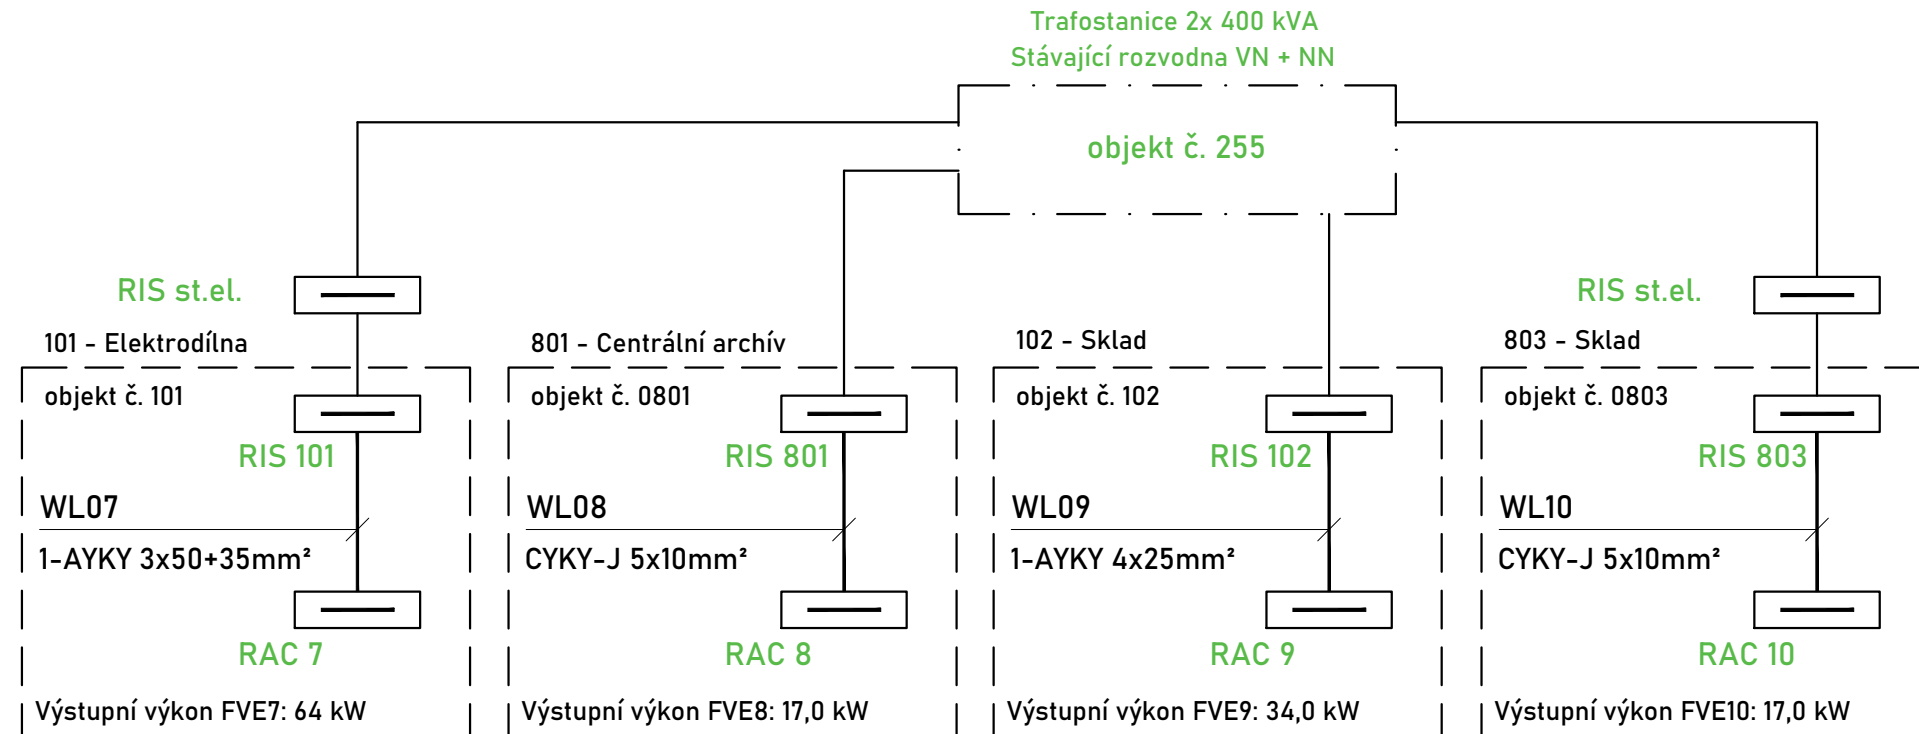 Trafostanice 2x 400 kVA
Stávající rozvodna VN + NN
objekt č. 255
RIS st.el.
RIS st.el.
101 - Elektrodílna
objekt č. 101
RIS 101
WL07
1-AYKY 3x50+35mm²
RAC 7
Výstupní výkon FVE7: 64 kW
801 - Centrální archív
objekt č. 0801
RIS 801
WL08
CYKY-J 5x10mm²
RAC 8
Výstupní výkon FVE8: 17,0 kW
102 - Sklad
objekt č. 102
RIS 102
WL09
1-AYKY 4x25mm²
RAC 9
Výstupní výkon FVE9: 34,0 kW
803 - Sklad
objekt č. 0803
RIS 803
WL10
CYKY-J 5x10mm²
RAC 10
Výstupní výkon FVE10: 17,0 kW